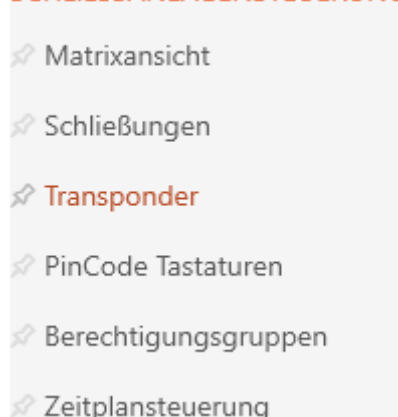 Matrixansicht
Schließungen
Transponder
PinCode Tastaturen
Berechtigungsgruppen
Zeitplansteuerung